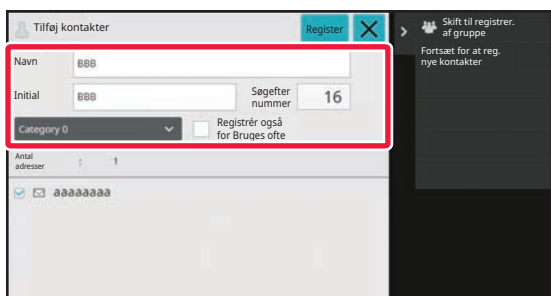 Tilføj kontakter
Register
Navn
BBB
Initial
BBB
Søgefter
nummer
16
Category 0
Registrér også
for Bruges ofte
Antal
adresser
:
1
aaaaaaaa
Skift til registrer.
af gruppe
Fortsæt for at reg.
nye kontakter